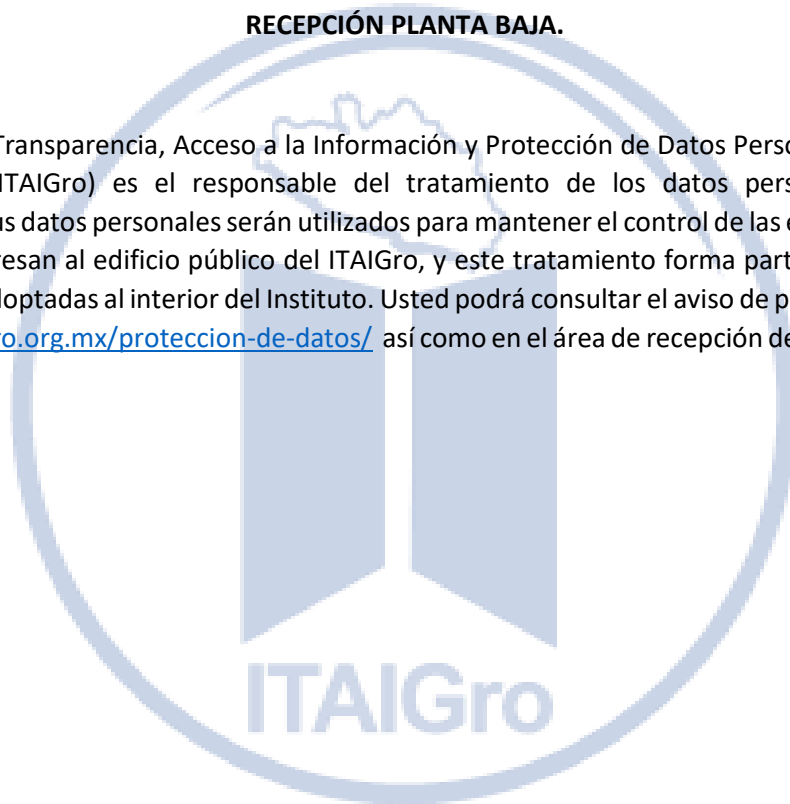 RECEPCIÓN PLANTA BAJA.
Transparencia, Acceso a la Información y Protección de Datos Perso
ITAIGro) es el responsable del tratamiento de los datos pers
us datos personales serán utilizados para mantener el control de las e
resan al edificio público del ITAIGro, y este tratamiento forma part
doptadas al interior del Instituto. Usted podrá consultar el aviso de p
ro.org.mx/proteccion-de-datos/ así como en el área de recepción de
ITAIGro